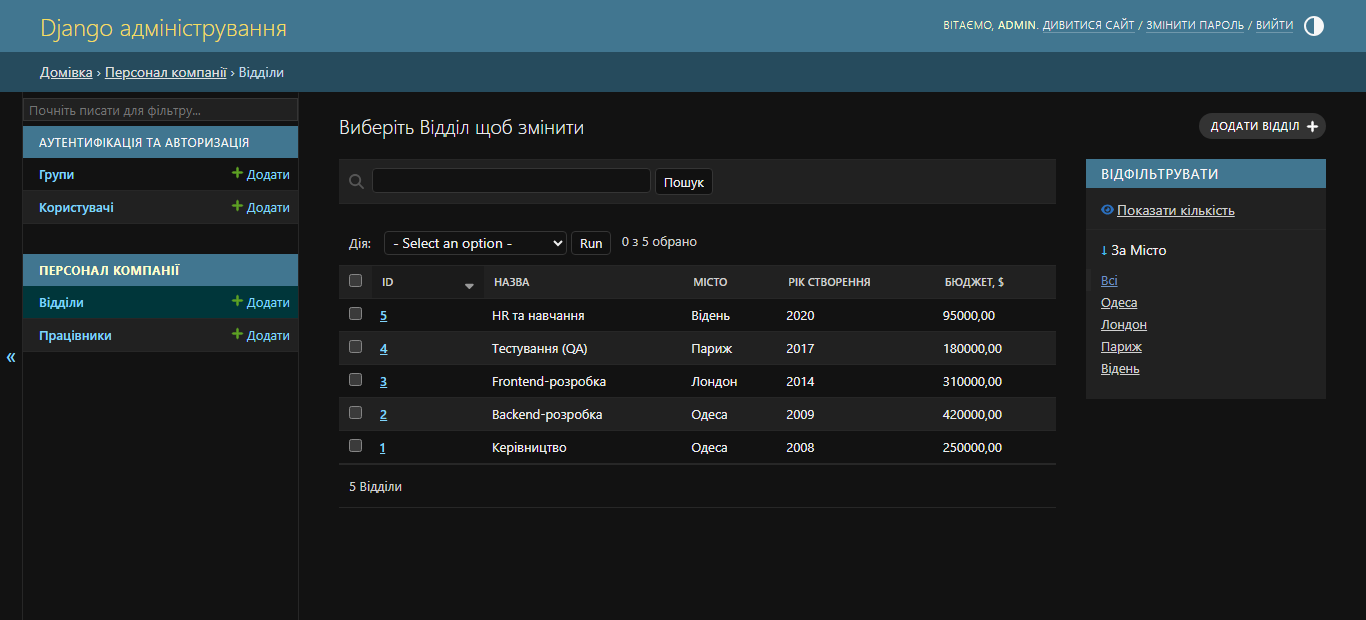 Django адміністрування
ВІТАЄМО, ADMIN. ДИВИТИСЯ САЙТ / ЗМІНИТИ ПАРОЛЬ / ВИЙТИ
Домівка › Персонал компанії › Відділи
Почніть писати для фільтру...
АУТЕНТИФІКАЦІЯ ТА АВТОРИЗАЦІЯ
Групи + Додати
Користувачі + Додати
ПЕРСОНАЛ КОМПАНІЇ
Відділи + Додати
Працівники + Додати
«
Виберіть Відділ щоб змінити
ДОДАТИ ВІДДІЛ +
Пошук
Дія: - Select an option - Run 0 з 5 обрано
ID НАЗВА МІСТО РІК СТВОРЕННЯ БЮДЖЕТ, $
5 HR та навчання Відень 2020 95000,00
4 Тестування (QA) Париж 2017 180000,00
3 Frontend-розробка Лондон 2014 310000,00
2 Backend-розробка Одеса 2009 420000,00
1 Керівництво Одеса 2008 250000,00
5 Відділи
ВІДФІЛЬТРУВАТИ
Показати кількість
↓ За Місто
Всі
Одеса
Лондон
Париж
Відень